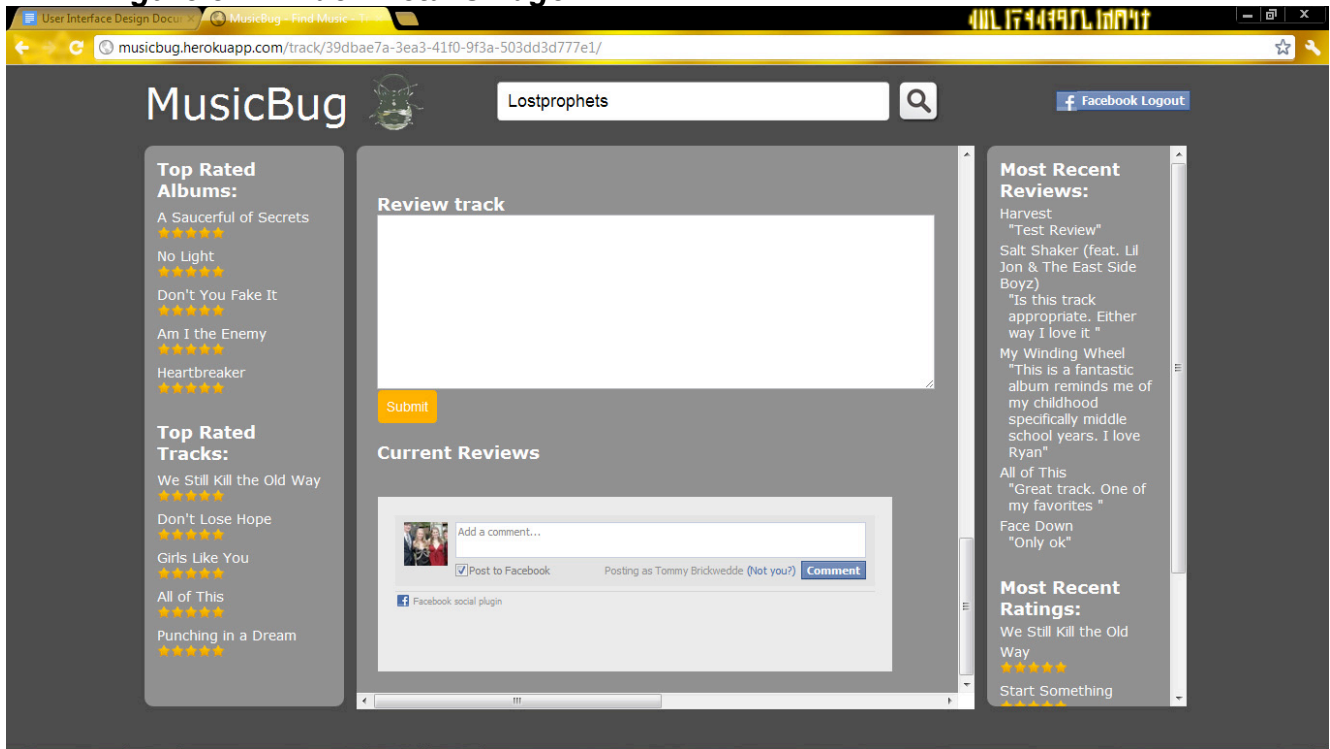 User Interface Design Docu
MusicBug - Find Music -
musicbug.herokuapp.com/track/39dbae7a-3ea3-41f0-9f3a-503dd3d777e1/
MusicBug
Lostprophets
Facebook Logout
Top Rated
Albums:
A Saucerful of Secrets
No Light
Don't You Fake It
Am I the Enemy
Heartbreaker
Top Rated
Tracks:
We Still Kill the Old Way
Don't Lose Hope
Girls Like You
All of This
Punching in a Dream
Review track
Submit
Current Reviews
Add a comment...
Post to Facebook
Posting as Tommy Brickwedde (Not you?)
Comment
Facebook social plugin
Most Recent
Reviews:
Harvest
"Test Review"
Salt Shaker (feat. Lil
Jon & The East Side
Boyz)
"Is this track
appropriate. Either
way I love it "
My Winding Wheel
"This is a fantastic
album reminds me of
my childhood
specifically middle
school years. I love
Ryan"
All of This
"Great track. One of
my favorites "
Face Down
"Only ok"
Most Recent
Ratings:
We Still Kill the Old
Way
Start Something